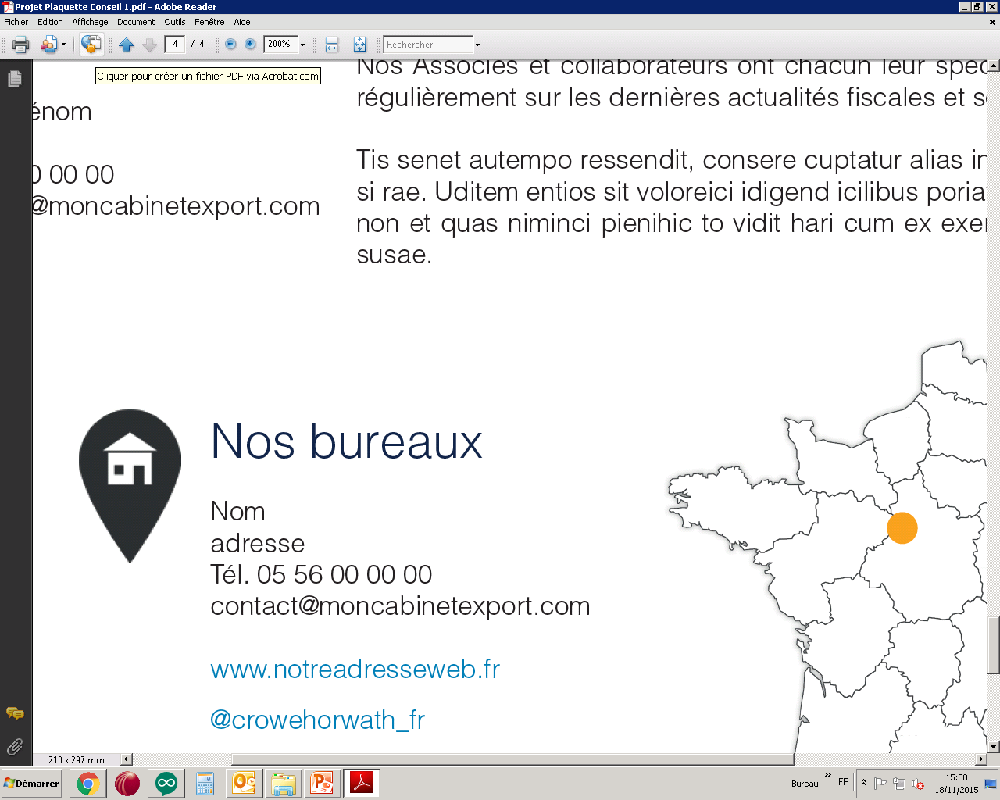 Projet Plaquette Conseil 1.pdf - Adobe Reader
Fichier Edition Affichage Document Outils Fenêtre Aide
4 / 4 200% Rechercher
Cliquer pour créer un fichier PDF via Acrobat.com
énom
0 00 00
@moncabinetexport.com
Nos Associés et collaborateurs ont chacun leur spéc
régulièrement sur les dernières actualités fiscales et s
Tis senet autempo ressendit, consere cuptatur alias in
si rae. Uditem entios sit voloreici idigend icilibus poriat
non et quas niminci pienihic to vidit hari cum ex exer
susae.
Nos bureaux
Nom
adresse
Tél. 05 56 00 00 00
contact@moncabinetexport.com
www.notreadresseweb.fr
@crowehorwath_fr
210 x 297 mm
Démarrer
Bureau » FR 15:30
18/11/2015